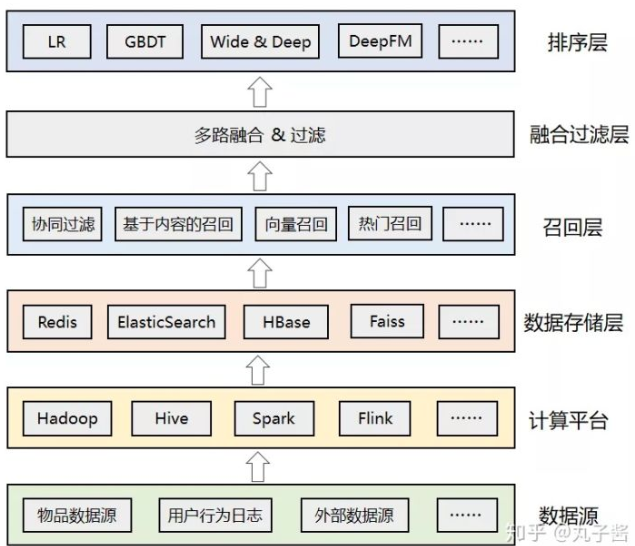 LR GBDT Wide & Deep DeepFM …… 排序层
多路融合 & 过滤 融合过滤层
协同过滤 基于内容的召回 向量召回 热门召回 …… 召回层
Redis ElasticSearch HBase Faiss …… 数据存储层
Hadoop Hive Spark Flink …… 计算平台
物品数据源 用户行为日志 外部数据源 …… 数据源
知乎 @丸子酱